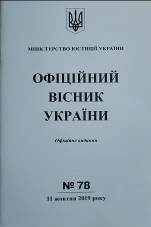 МІНІСТЕРСТВО ЮСТИЦІЇ УКРАЇНИ
ОФІЦІЙНИЙ
ВІСНИК
УКРАЇНИ
Офіційне видання
№ 78
11 жовтня 2019 року